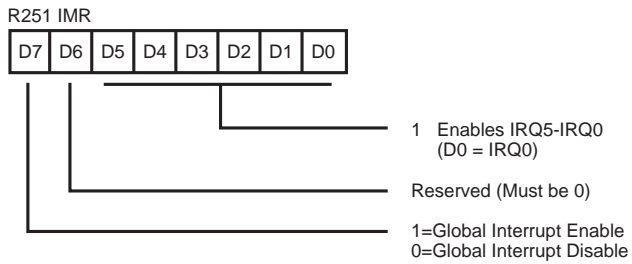 R251 IMR
D7 D6 D5 D4 D3 D2 D1 D0
1 Enables IRQ5-IRQ0
(D0 = IRQ0)
Reserved (Must be 0)
1=Global Interrupt Enable
0=Global Interrupt Disable